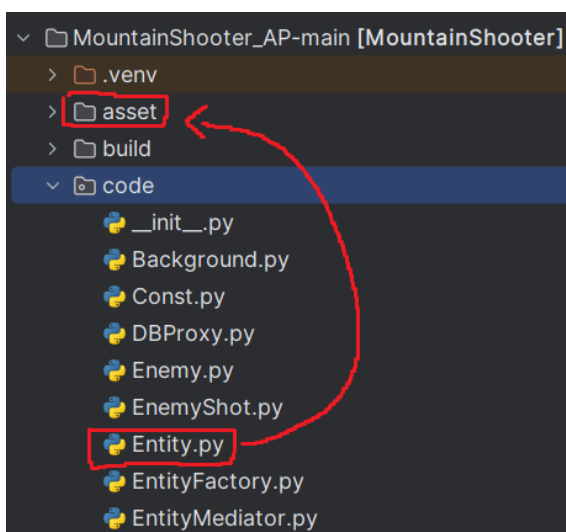 MountainShooter_AP-main [MountainShooter]
.venv
asset
build
code
__init__.py
Background.py
Const.py
DBProxy.py
Enemy.py
EnemyShot.py
Entity.py
EntityFactory.py
EntityMediator.py